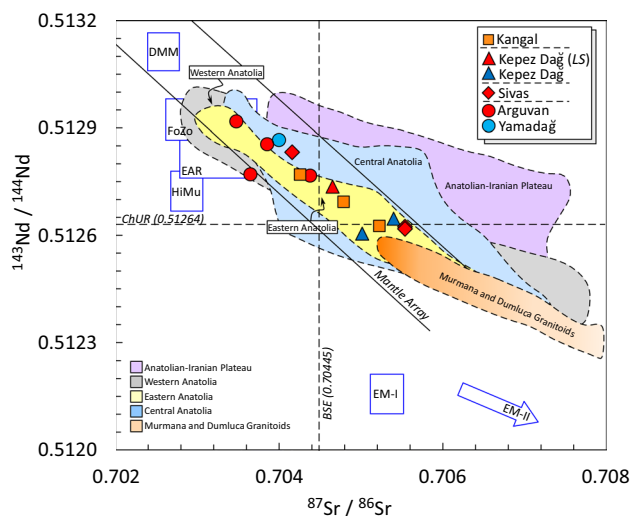 0.5132
0.5129
0.5126
0.5123
0.5120
¹⁴³Nd / ¹⁴⁴Nd
DMM
Western Anatolia
FoZo
EAR
HiMu
ChUR (0.51264)
Eastern Anatolia
Central Anatolia
Anatolian-Iranian Plateau
Mantle Array
Murmana and Dumluca Granitoids
BSE (0.70445)
EM-I
EM-II
Kangal
Kepez Dağ (LS)
Kepez Dağ
Sivas
Arguvan
Yamadağ
Anatolian-Iranian Plateau
Western Anatolia
Eastern Anatolia
Central Anatolia
Murmana and Dumluca Granitoids
0.702
0.704
0.706
0.708
⁸⁷Sr / ⁸⁶Sr